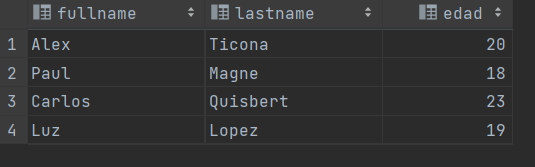 fullname lastname edad
1 Alex Ticona 20
2 Paul Magne 18
3 Carlos Quisbert 23
4 Luz Lopez 19